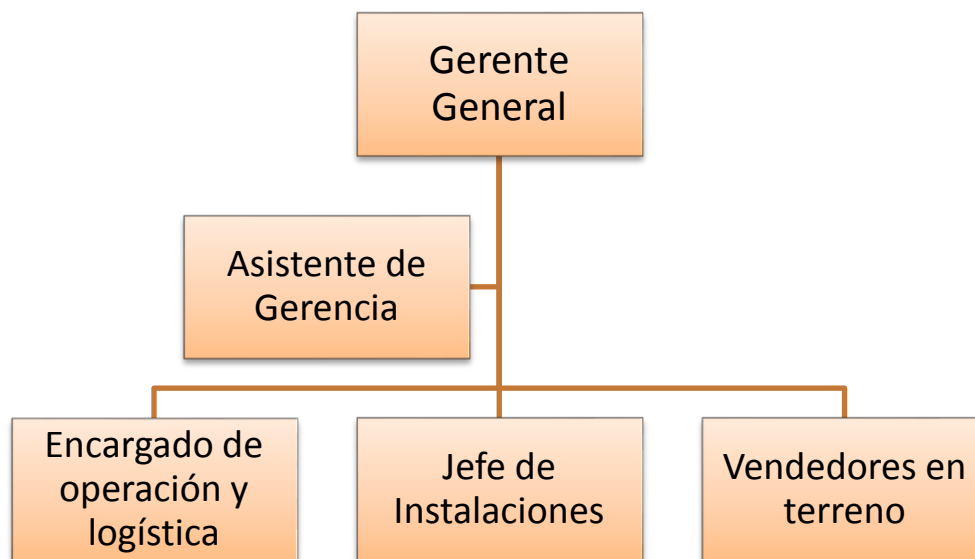 Gerente
General
Asistente de
Gerencia
Encargado de
operación y
logística
Jefe de
Instalaciones
Vendedores en
terreno